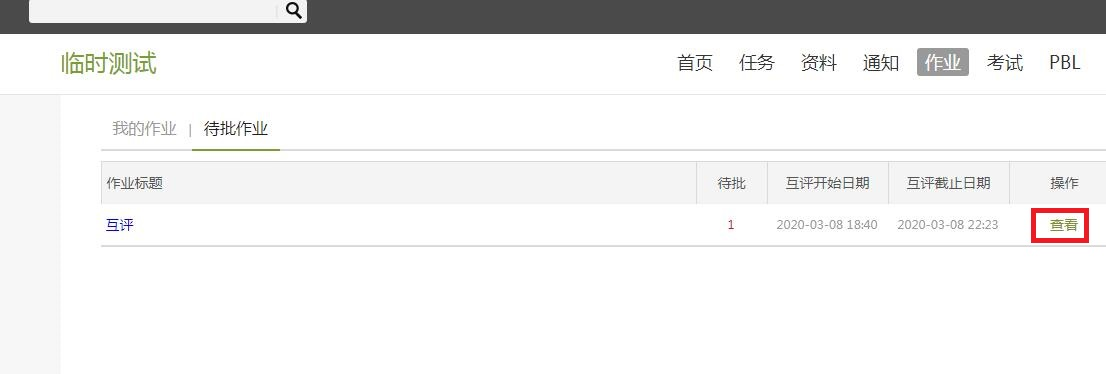 临时测试
首页 任务 资料 通知 作业 考试 PBL
我的作业 | 待批作业
作业标题 待批 互评开始日期 互评截止日期 操作
互评 1 2020-03-08 18:40 2020-03-08 22:23 查看